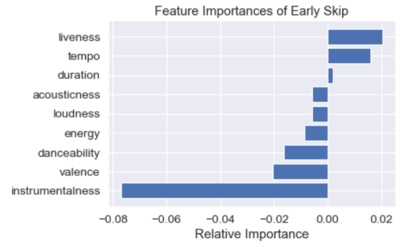 Feature Importances of Early Skip
liveness
tempo
duration
acousticness
loudness
energy
danceability
valence
instrumentalness
−0.08 −0.06 −0.04 −0.02 0.00 0.02
Relative Importance